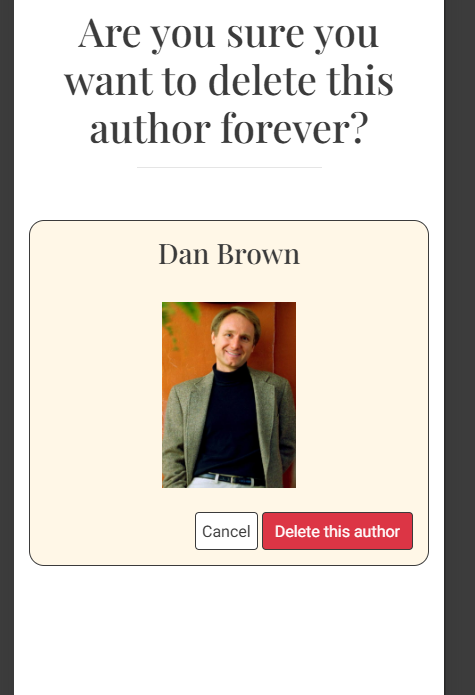 Are you sure you
want to delete this
author forever?
Dan Brown
Cancel
Delete this author